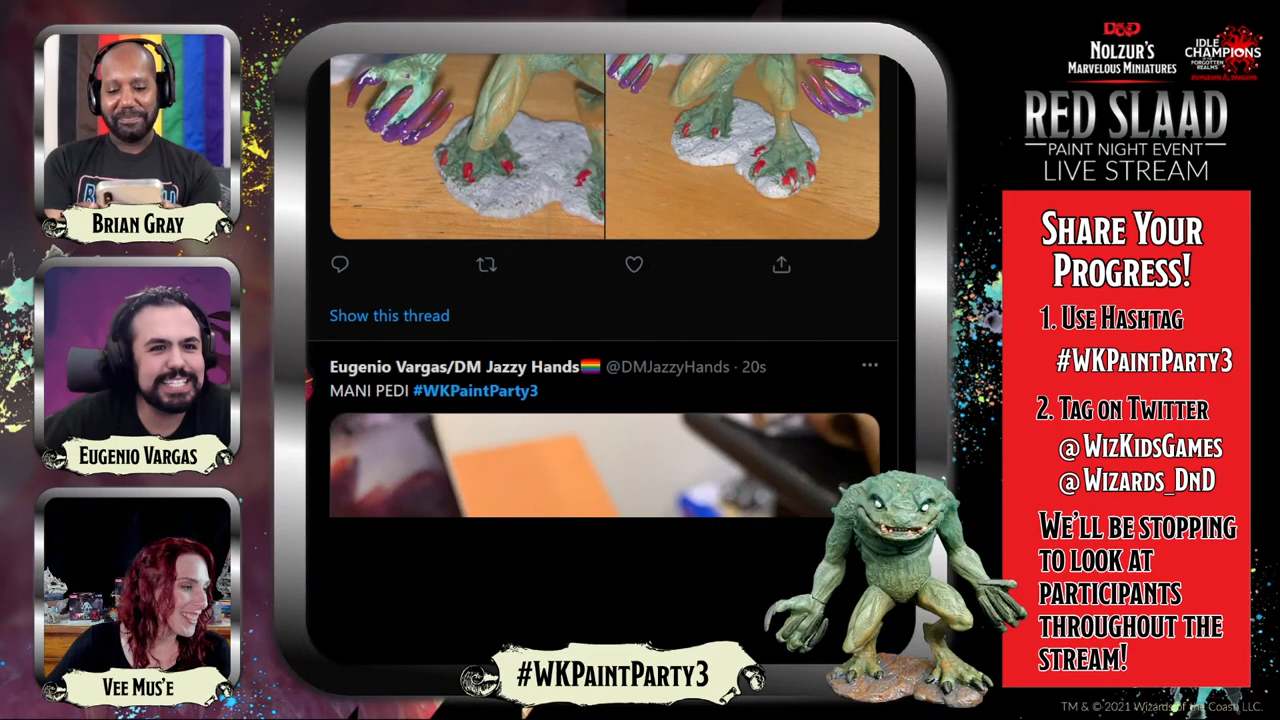 BRIAN GRAY
EUGENIO VARGAS
VEE MUS'E
Show this thread
Eugenio Vargas/DM Jazzy Hands🏳️‍🌈 @DMJazzyHands · 20s
MANI PEDI #WKPaintParty3
#WKPAINTPARTY3
D&D
NOLZUR'S
MARVELOUS MINIATURES
IDLE
CHAMPIONS
OF THE
FORGOTTEN
REALMS
DUNGEONS & DRAGONS
RED SLAAD
PAINT NIGHT EVENT
LIVE STREAM
SHARE YOUR
PROGRESS!
1. USE HASHTAG
#WKPAINTPARTY3
2. TAG ON TWITTER
@WIZKIDSGAMES
@WIZARDS_DND
WE'LL BE STOPPING
TO LOOK AT
PARTICIPANTS
THROUGHOUT THE
STREAM!
TM & © 2021 Wizards of the Coast LLC.